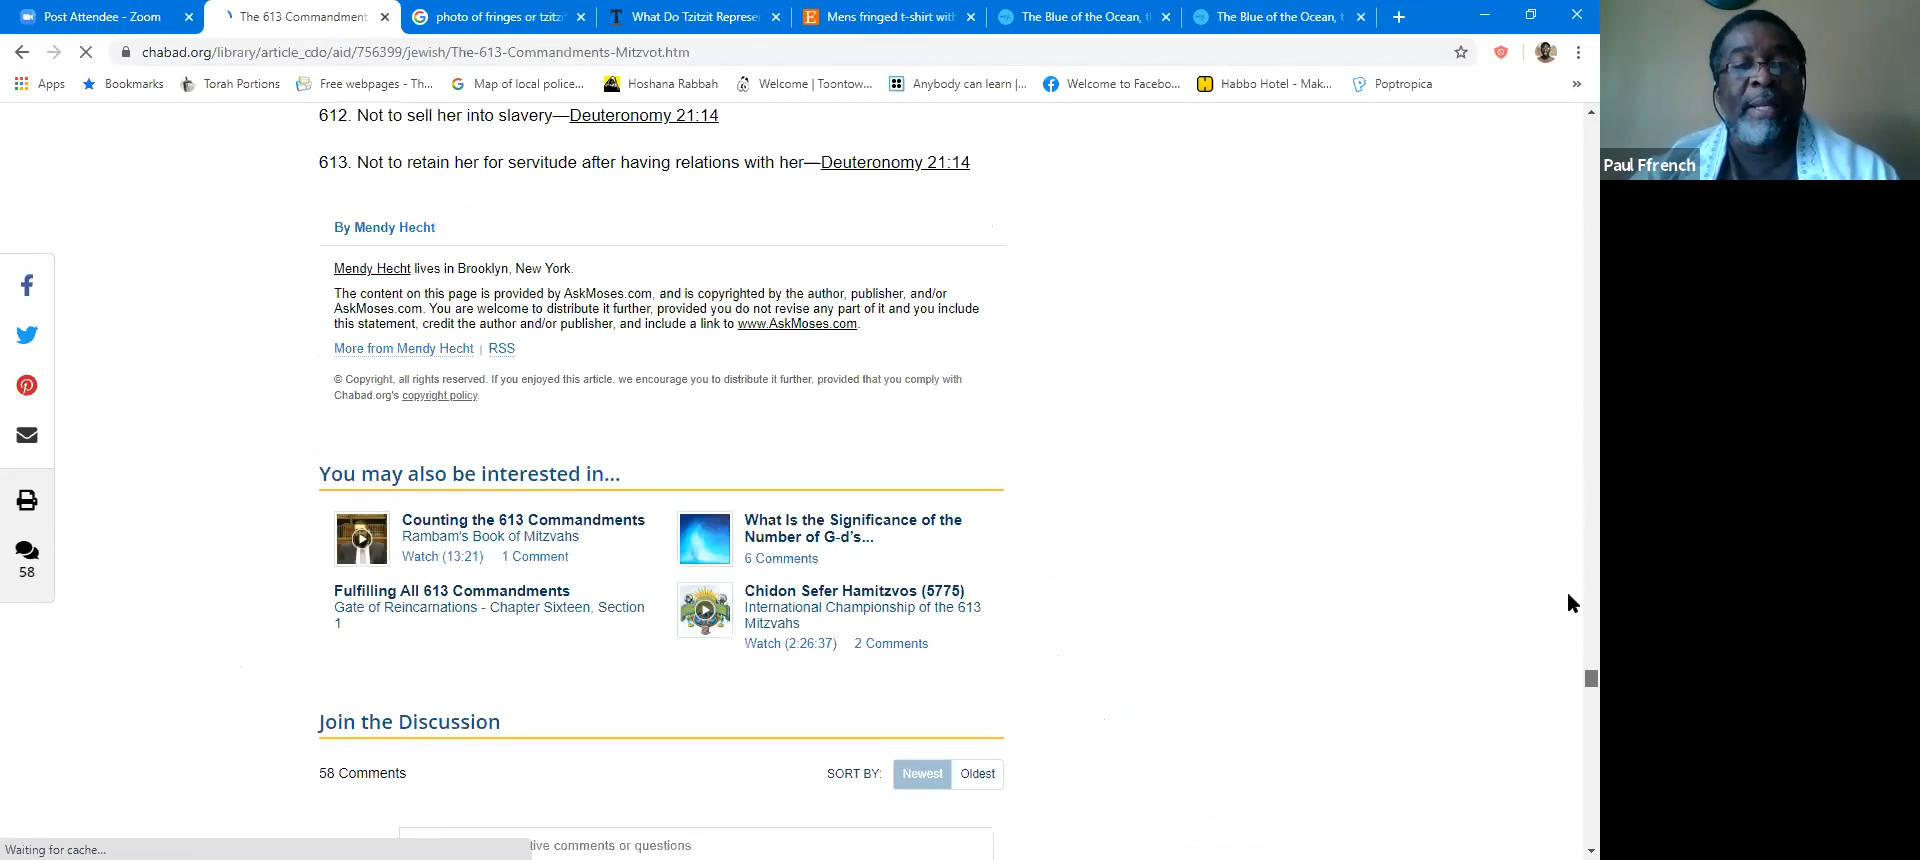 Post Attendee - Zoom
The 613 Commandment
photo of fringes or tzitzi
What Do Tzitzit Represe
Mens fringed t-shirt with
The Blue of the Ocean, t
The Blue of the Ocean, t
chabad.org/library/article_cdo/aid/756399/jewish/The-613-Commandments-Mitzvot.htm
Apps
Bookmarks
Torah Portions
Free webpages - Th...
Map of local police...
Hoshana Rabbah
Welcome | Toontow...
Anybody can learn |...
Welcome to Facebo...
Habbo Hotel - Mak...
Poptropica
»
612. Not to sell her into slavery—Deuteronomy 21:14
613. Not to retain her for servitude after having relations with her—Deuteronomy 21:14
By Mendy Hecht
Mendy Hecht lives in Brooklyn, New York.
The content on this page is provided by AskMoses.com, and is copyrighted by the author, publisher, and/or
AskMoses.com. You are welcome to distribute it further, provided you do not revise any part of it and you include
this statement, credit the author and/or publisher, and include a link to www.AskMoses.com.
More from Mendy Hecht | RSS
© Copyright, all rights reserved. If you enjoyed this article, we encourage you to distribute it further, provided that you comply with
Chabad.org's copyright policy.
58
You may also be interested in...
Counting the 613 Commandments
Rambam's Book of Mitzvahs
Watch (13:21) 1 Comment
What Is the Significance of the
Number of G-d's...
6 Comments
Fulfilling All 613 Commandments
Gate of Reincarnations - Chapter Sixteen, Section
1
Chidon Sefer Hamitzvos (5775)
International Championship of the 613
Mitzvahs
Watch (2:26:37) 2 Comments
Join the Discussion
58 Comments
SORT BY: Newest Oldest
tive comments or questions
Waiting for cache...
Paul Ffrench